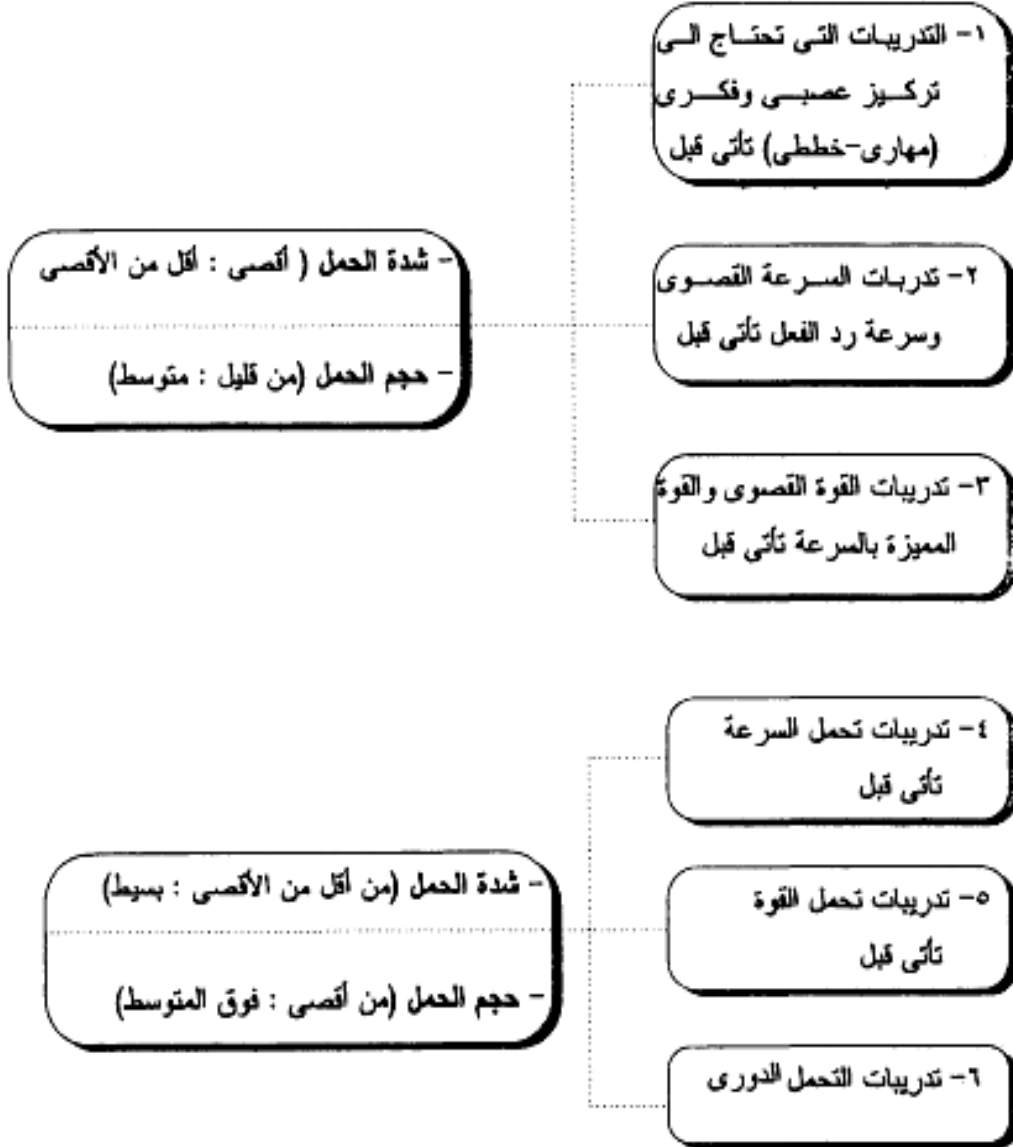 ١- التدريبات التى تحتاج الى
تركيز عصبى وفكرى
(مهارى-خططى) تأتى قبل
- شدة الحمل ( أقصى : أقل من الأقصى
- حجم الحمل (من قليل : متوسط)
٢- تدربات السرعة القصوى
وسرعة رد الفعل تأتى قبل
٣- تدريبات القوة القصوى والقوة
المميزة بالسرعة تأتى قبل
٤- تدريبات تحمل السرعة
تأتى قبل
- شدة الحمل (من أقل من الأقصى : بسيط)
- حجم الحمل (من أقصى : فوق المتوسط)
٥- تدريبات تحمل القوة
تأتى قبل
٦- تدريبات التحمل الدورى